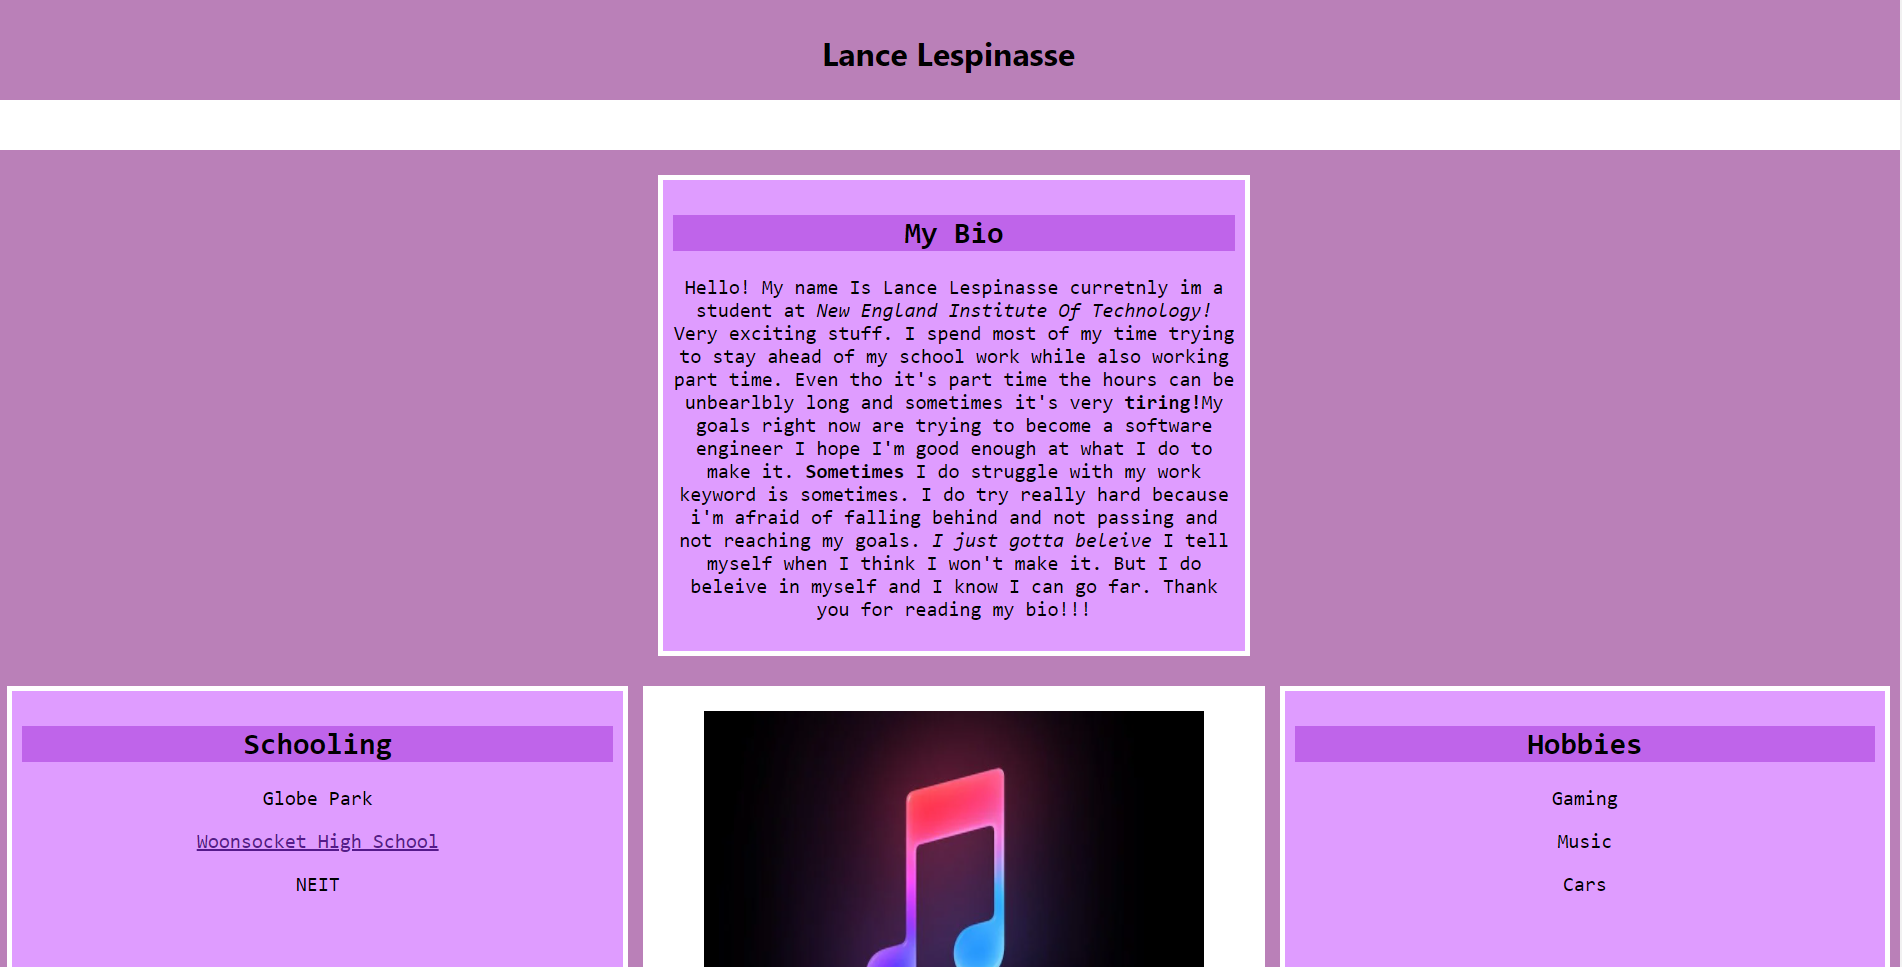 Lance Lespinasse
My Bio
Hello! My name Is Lance Lespinasse curretnly im a
student at New England Institute Of Technology!
Very exciting stuff. I spend most of my time trying
to stay ahead of my school work while also working
part time. Even tho it's part time the hours can be
unbearlbly long and sometimes it's very tiring!My
goals right now are trying to become a software
engineer I hope I'm good enough at what I do to
make it. Sometimes I do struggle with my work
keyword is sometimes. I do try really hard because
i'm afraid of falling behind and not passing and
not reaching my goals. I just gotta beleive I tell
myself when I think I won't make it. But I do
beleive in myself and I know I can go far. Thank
you for reading my bio!!!
Schooling
Globe Park
Woonsocket High School
NEIT
Hobbies
Gaming
Music
Cars